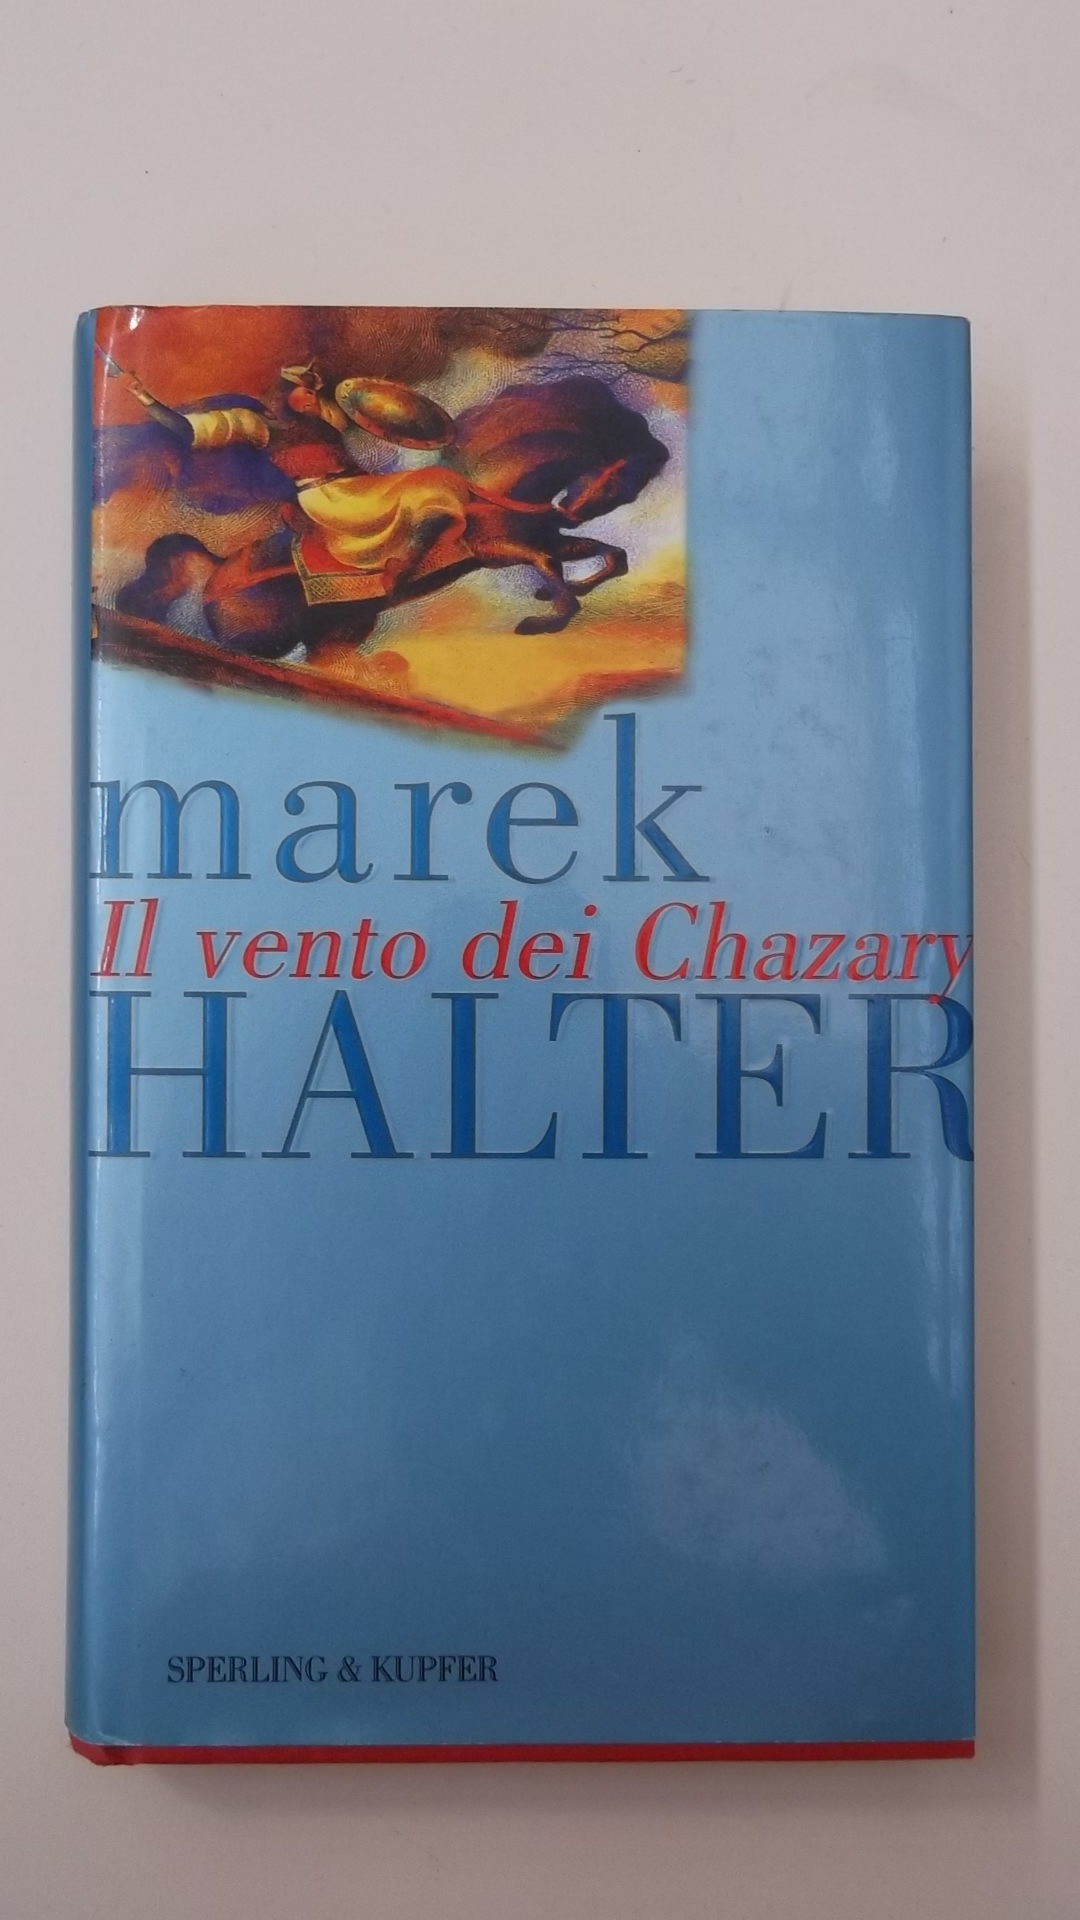 marek
Il vento dei Chazary
HALTER
SPERLING & KUPFER